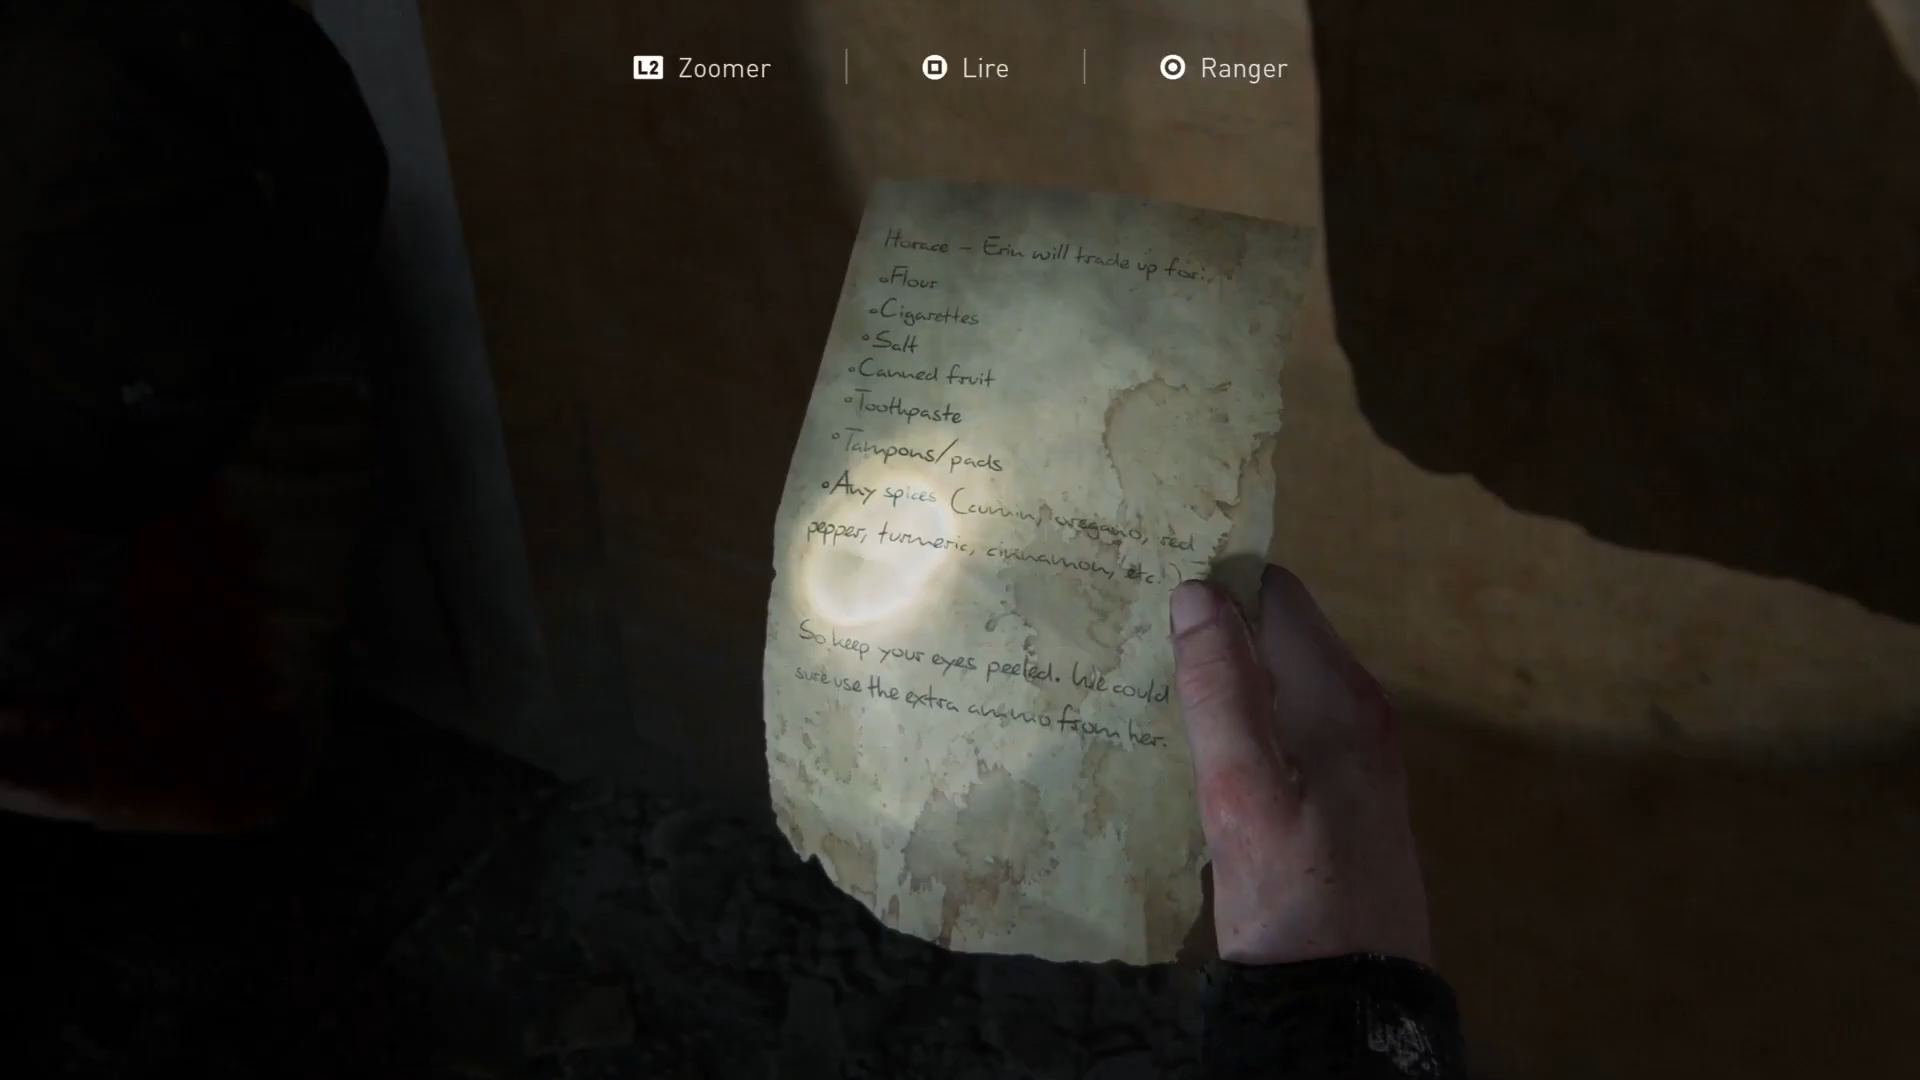 L2 Zoomer Lire Ranger
Horace - Erin will trade up for:
Flour
Cigarettes
Salt
Canned fruit
Toothpaste
Tampons/pads
Any spices (cumin, oregano, red
pepper, turmeric, cinnamon, etc.)
So keep your eyes peeled. We could
sure use the extra ammo from her.